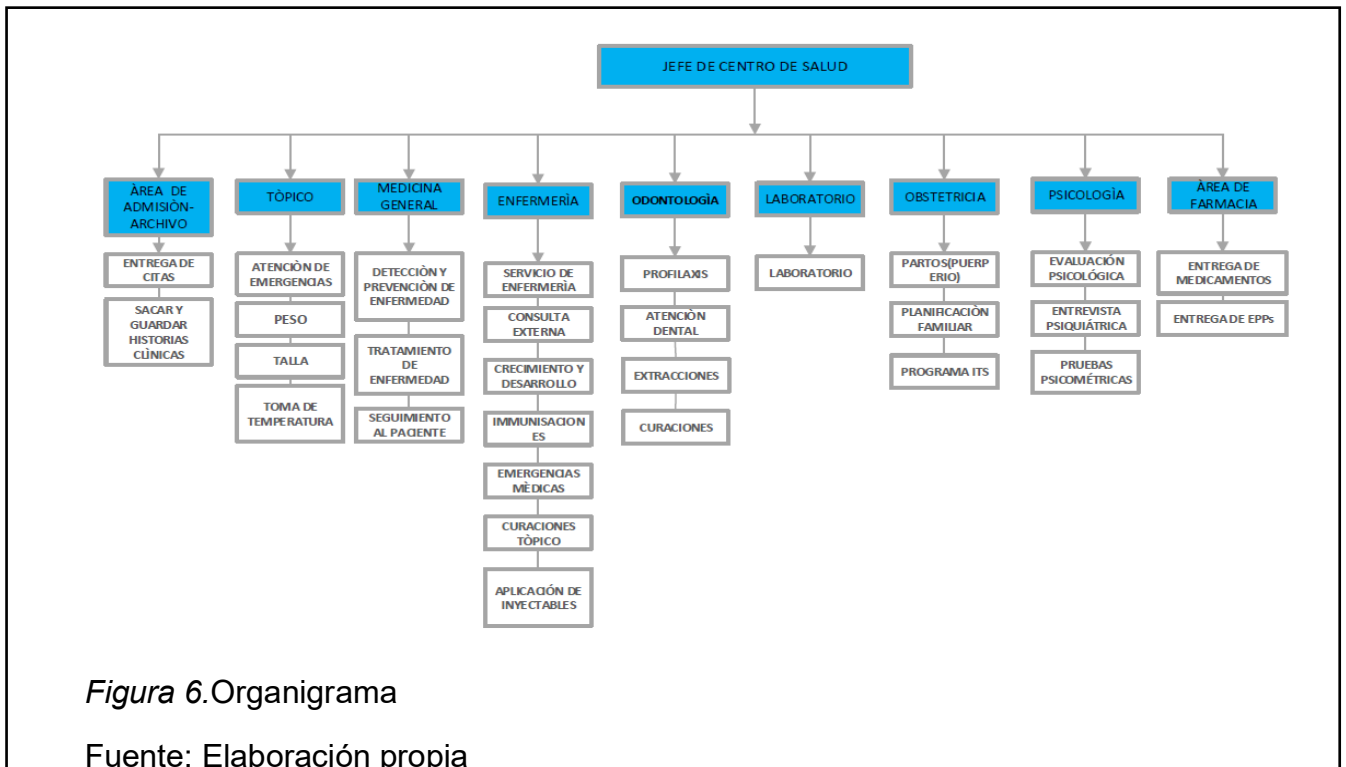 JEFE DE CENTRO DE SALUD
ÀREA DE
ADMISIÒN-
ARCHIVO
ENTREGA DE
CITAS
SACAR Y
GUARDAR
HISTORIAS
CLÌNICAS
TÒPICO
ATENCIÒN DE
EMERGENCIAS
PESO
TALLA
TOMA DE
TEMPERATURA
MEDICINA
GENERAL
DETECCIÒN Y
PREVENCIÒN DE
ENFERMEDAD
TRATAMIENTO
DE
ENFERMEDAD
SEGUIMIENTO
AL PACIENTE
ENFERMERÌA
SERVICIO DE
ENFERMERÌA
CONSULTA
EXTERNA
CRECIMIENTO Y
DESARROLLO
IMMUNISACION
ES
EMERGENCIAS
MÈDICAS
CURACIONES
TÒPICO
APLICACIÓN DE
INYECTABLES
ODONTOLOGÌA
PROFILAXIS
ATENCIÒN
DENTAL
EXTRACCIONES
CURACIONES
LABORATORIO
LABORATORIO
OBSTETRICIA
PARTOS(PUERP
ERIO)
PLANIFICACIÒN
FAMILIAR
PROGRAMA ITS
PSICOLOGÌA
EVALUACIÓN
PSICOLÓGICA
ENTREVISTA
PSIQUIÁTRICA
PRUEBAS
PSICOMÉTRICAS
ÀREA DE
FARMACIA
ENTREGA DE
MEDICAMENTOS
ENTREGA DE EPPs
Figura 6.Organigrama
Fuente: Elaboración propia